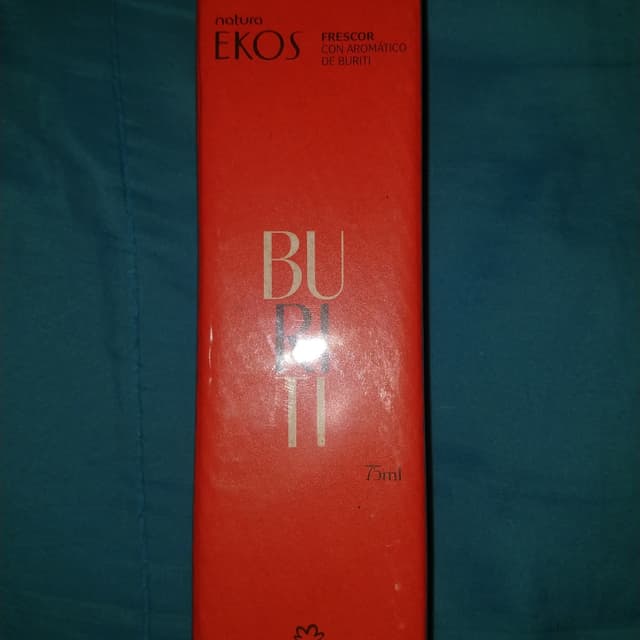 natura
EKOS
FRESCOR
CON AROMÁTICO
DE BURITI
BU
RI
TI
75ml